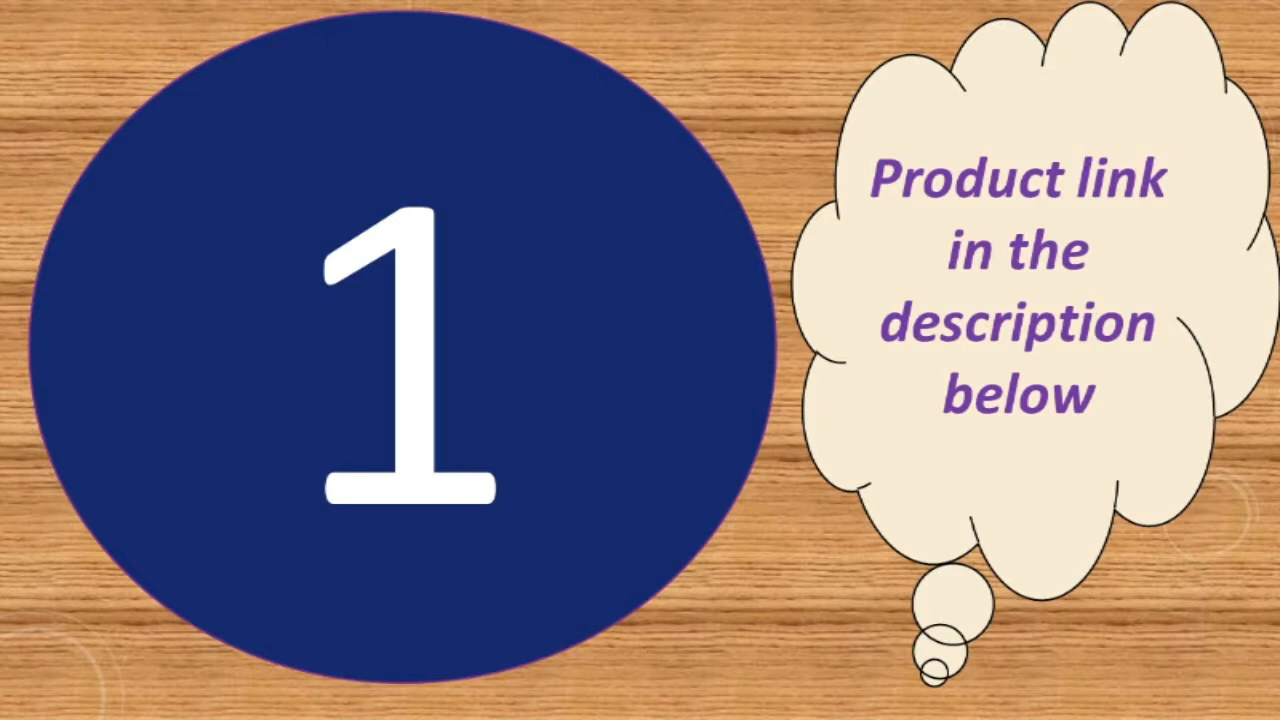 1
Product link
in the
description
below